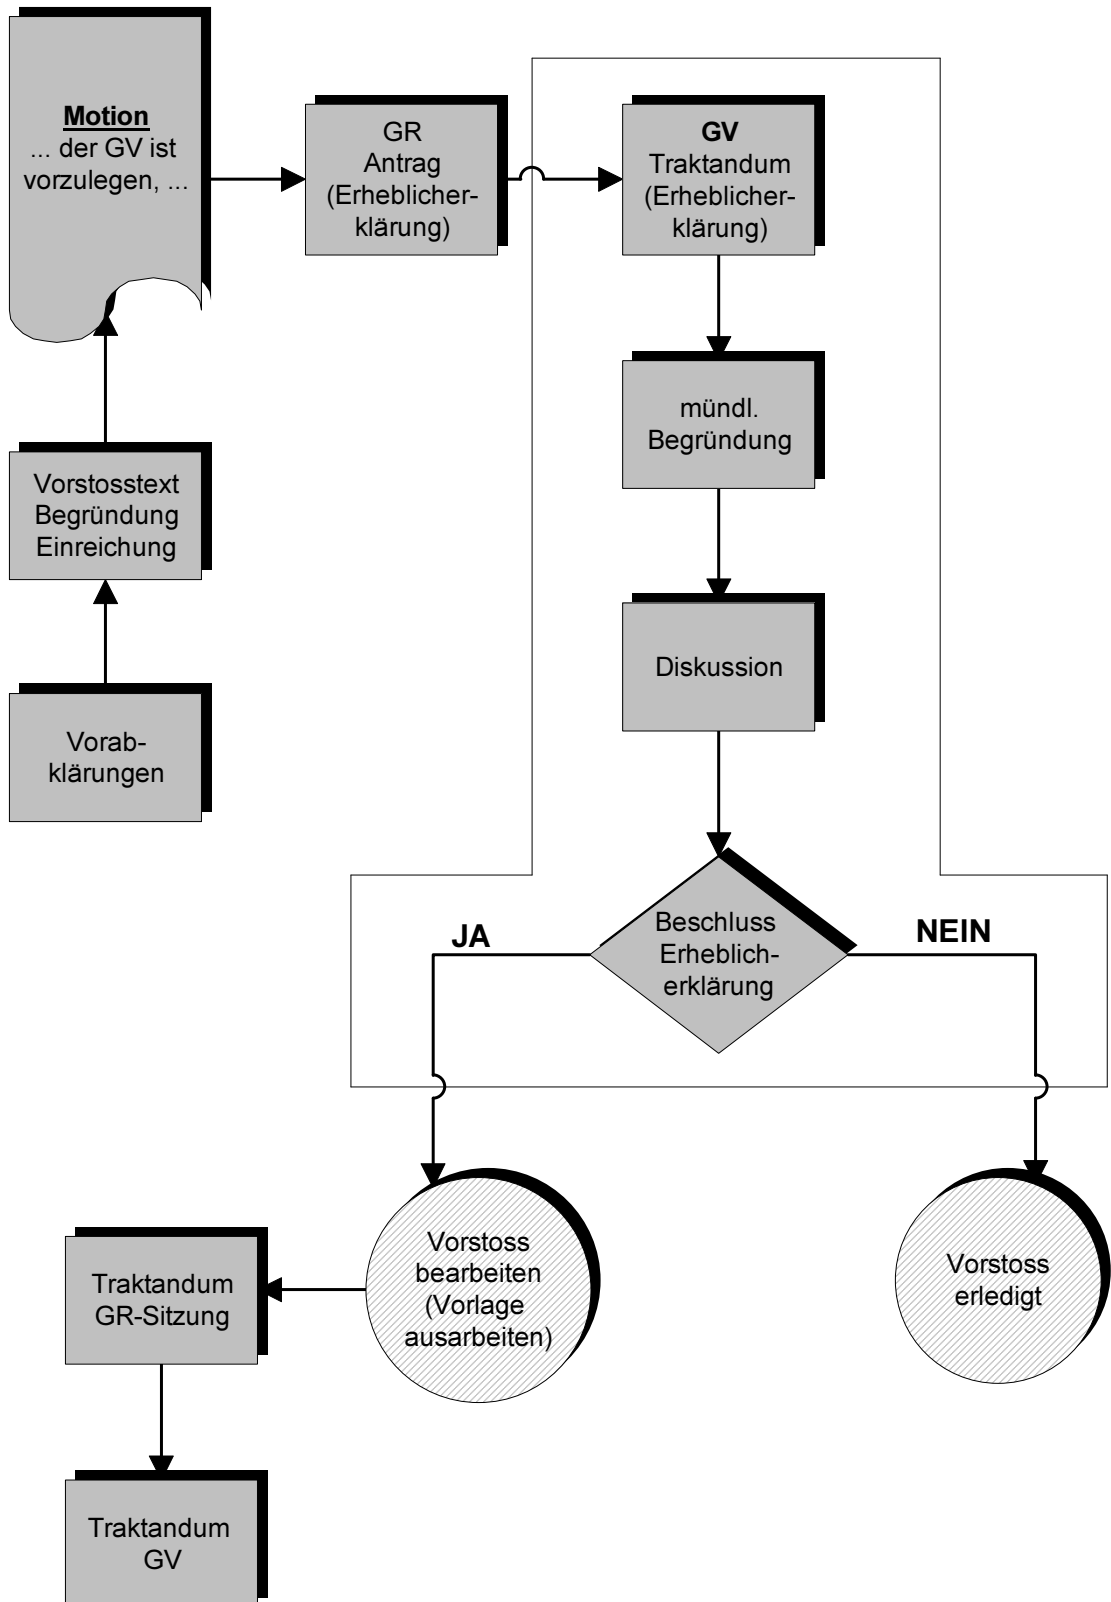 Motion
... der GV ist
vorzulegen, ...
GR
Antrag
(Erheblicher-
klärung)
GV
Traktandum
(Erheblicher-
klärung)
mündl.
Begründung
Vorstosstext
Begründung
Einreichung
Diskussion
Vorab-
klärungen
Beschluss
Erheblich-
erklärung
JA
NEIN
Vorstoss
bearbeiten
(Vorlage
ausarbeiten)
Vorstoss
erledigt
Traktandum
GR-Sitzung
Traktandum
GV